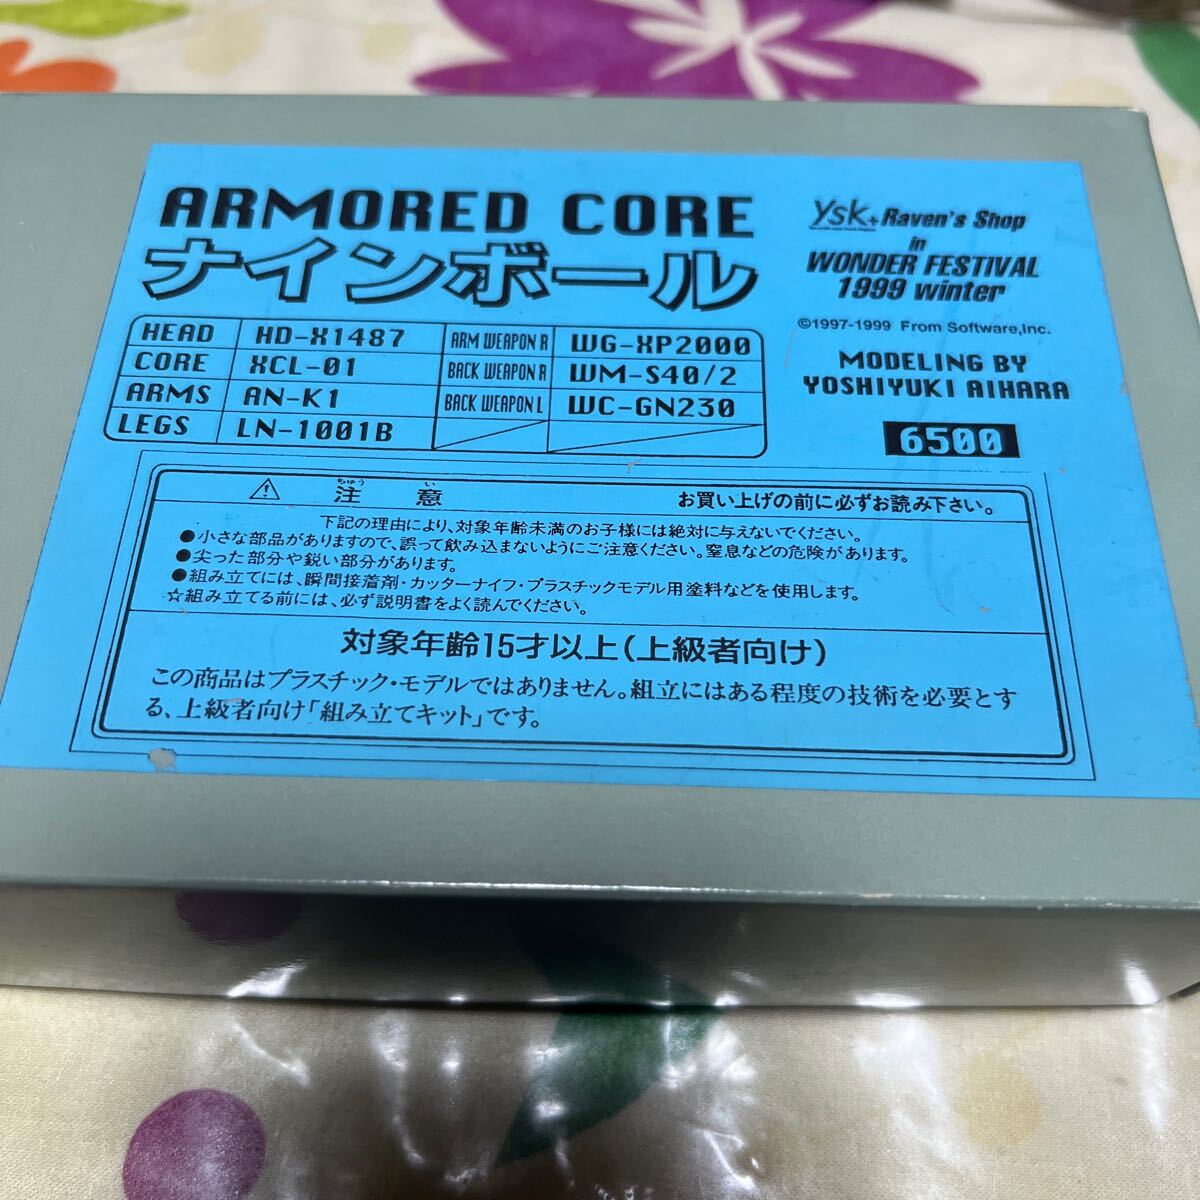 ARMORED CORE
ナインボール
HEAD HD-X1487 ARM WEAPON R WG-XP2000
CORE XCL-01 BACK WEAPON R WM-S40/2
ARMS AN-K1 BACK WEAPON L WC-GN230
LEGS LN-1001B
Ysk+Raven's Shop
in
WONDER FESTIVAL
1999 winter
©1997-1999 From Software,Inc.
MODELING BY
YOSHIYUKI AIHARA
6500
ちゅう い
注 意 お買い上げの前に必ずお読み下さい。
下記の理由により、対象年齢未満のお子様には絶対に与えないでください。
●小さな部品がありますので、誤って飲み込まないようにご注意ください。窒息などの危険があります。
●尖った部分や鋭い部分があります。
●組み立てには、瞬間接着剤・カッターナイフ・プラスチックモデル用塗料などを使用します。
☆組み立てる前には、必ず説明書をよく読んでください。
対象年齢15才以上(上級者向け)
この商品はプラスチック・モデルではありません。組立にはある程度の技術を必要とす
る、上級者向け「組み立てキット」です。